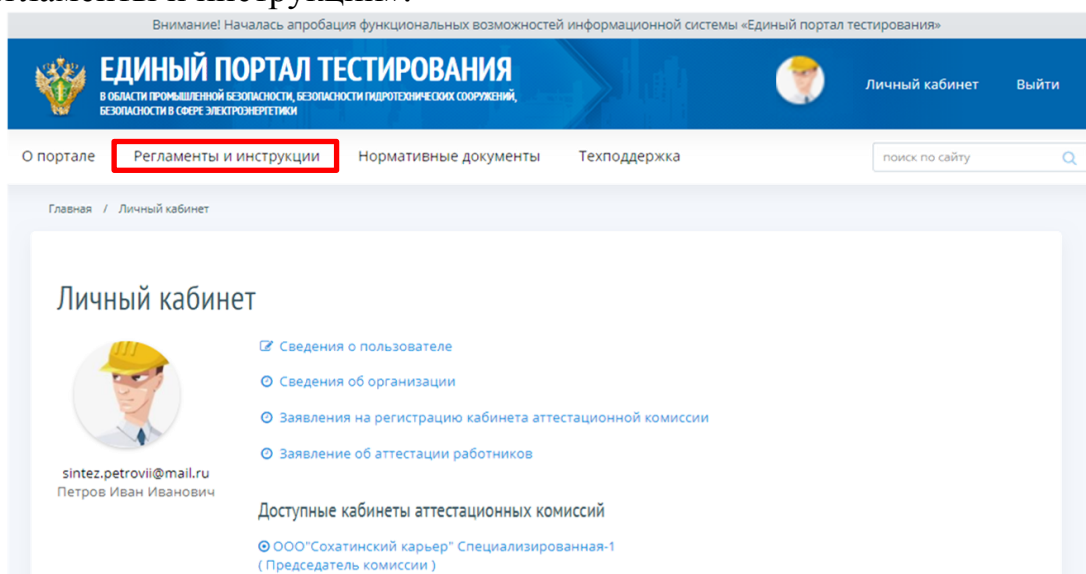 Внимание! Началась апробация функциональных возможностей информационной системы «Единый портал тестирования»
ЕДИНЫЙ ПОРТАЛ ТЕСТИРОВАНИЯ
В ОБЛАСТИ ПРОМЫШЛЕННОЙ БЕЗОПАСНОСТИ, БЕЗОПАСНОСТИ ГИДРОТЕХНИЧЕСКИХ СООРУЖЕНИЙ,
БЕЗОПАСНОСТИ В СФЕРЕ ЭЛЕКТРОЭНЕРГЕТИКИ
Личный кабинет Выйти
О портале Регламенты и инструкции Нормативные документы Техподдержка поиск по сайту
Главная / Личный кабинет
Личный кабинет
Сведения о пользователе
Сведения об организации
Заявления на регистрацию кабинета аттестационной комиссии
Заявление об аттестации работников
sintez.petrovii@mail.ru
Петров Иван Иванович
Доступные кабинеты аттестационных комиссий
ООО"Сохатинский карьер" Специализированная-1
( Председатель комиссии )